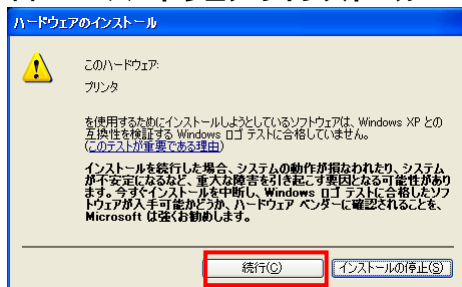 ハードウェアのインストール
このハードウェア:
プリンタ
を使用するためにインストールしようとしているソフトウェアは、Windows XP との
互換性を検証する Windows ロゴ テストに合格していません。
(このテストが重要である理由)
インストールを続行した場合、システムの動作が損なわれたり、システム
が不安定になるなど、重大な障害を引き起こす要因となる可能性があり
ます。今すぐインストールを中断し、Windows ロゴ テストに合格したソフ
トウェアが入手可能かどうか、ハードウェア ベンダーに確認されることを、
Microsoft は強くお勧めします。
続行(C)
インストールの停止(S)